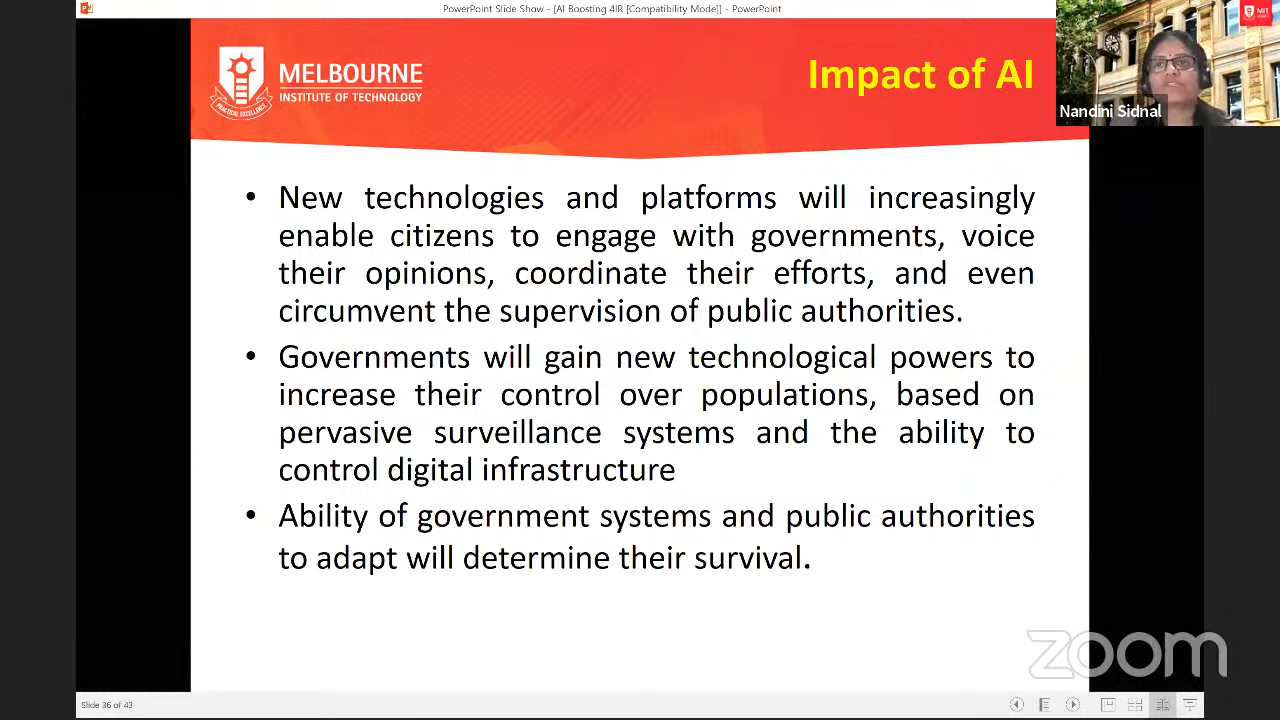 PowerPoint Slide Show - [AI Boosting 4IR [Compatibility Mode]] - PowerPoint
MIT
MELBOURNE
INSTITUTE OF TECHNOLOGY
PRACTICAL EXCELLENCE
Impact of AI
Nandini Sidnal
• New technologies and platforms will increasingly
enable citizens to engage with governments, voice
their opinions, coordinate their efforts, and even
circumvent the supervision of public authorities.
• Governments will gain new technological powers to
increase their control over populations, based on
pervasive surveillance systems and the ability to
control digital infrastructure
• Ability of government systems and public authorities
to adapt will determine their survival.
zoom
Slide 36 of 43